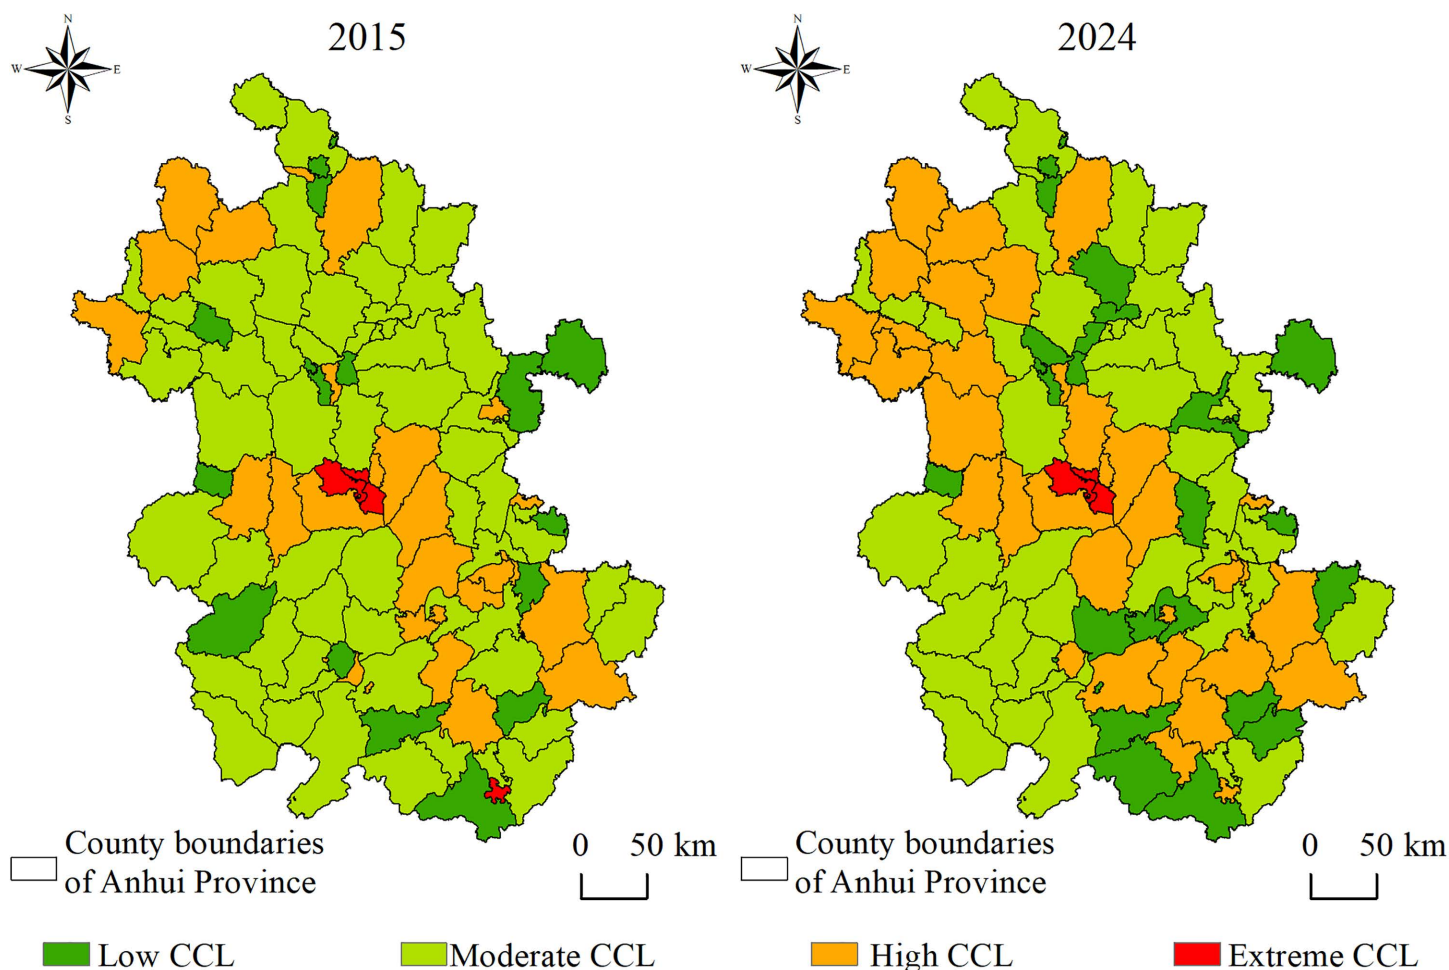 2015
N
W E
S
2024
N
W E
S
County boundaries
of Anhui Province
0 50 km
County boundaries
of Anhui Province
0 50 km
Low CCL
Moderate CCL
High CCL
Extreme CCL